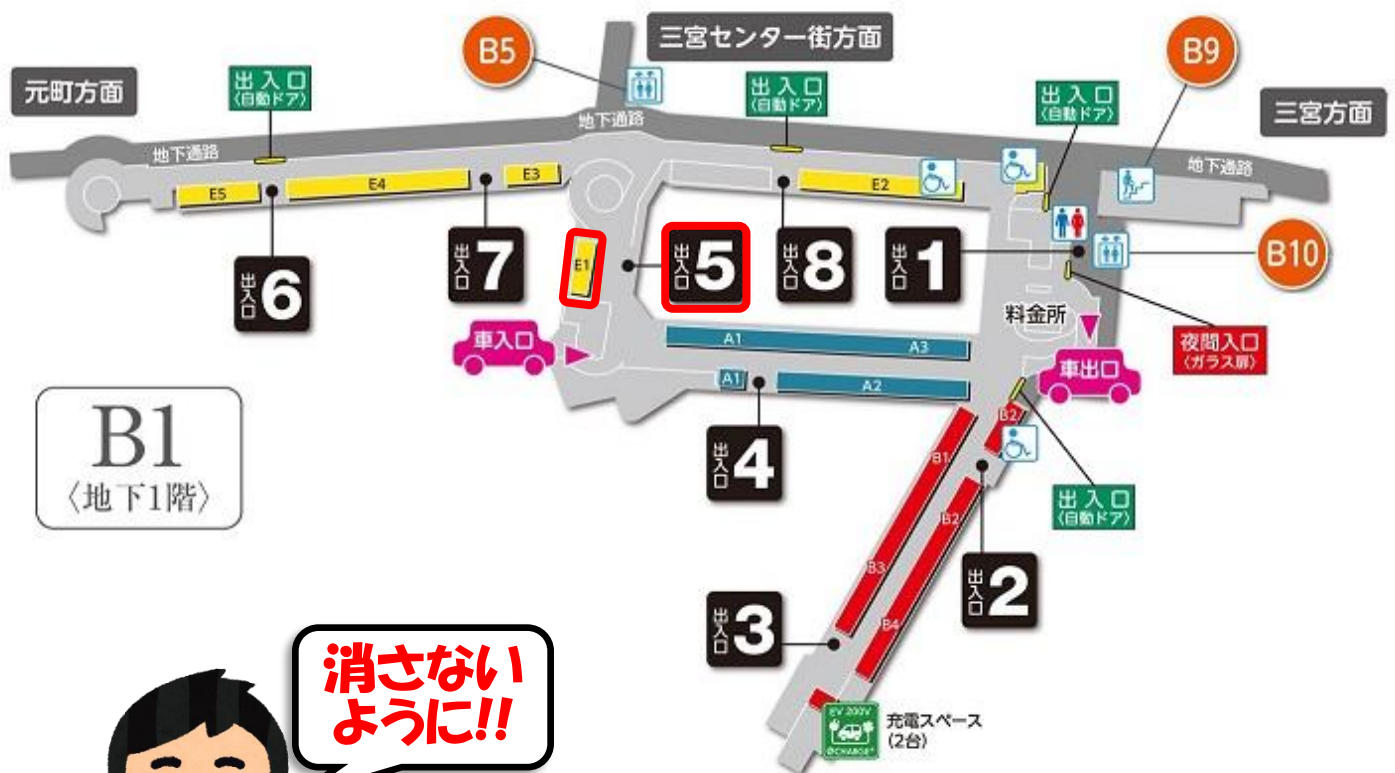 三宮センター街方面
B5
B9
元町方面
出入口
〈自動ドア〉
出入口
〈自動ドア〉
出入口
〈自動ドア〉
三宮方面
地下通路
地下通路
地下通路
E5
E4
E3
E2
E1
出入口6
出入口7
出入口5
出入口8
出入口1
B10
料金所
車入口
車出口
夜間入口
〈ガラス扉〉
A1
A3
A1
A2
B1
〈地下1階〉
出入口4
B2
B1
B2
出入口
〈自動ドア〉
B3
B4
出入口2
出入口3
EV 200V
充電スペース
(2台)
消さない
ように!!